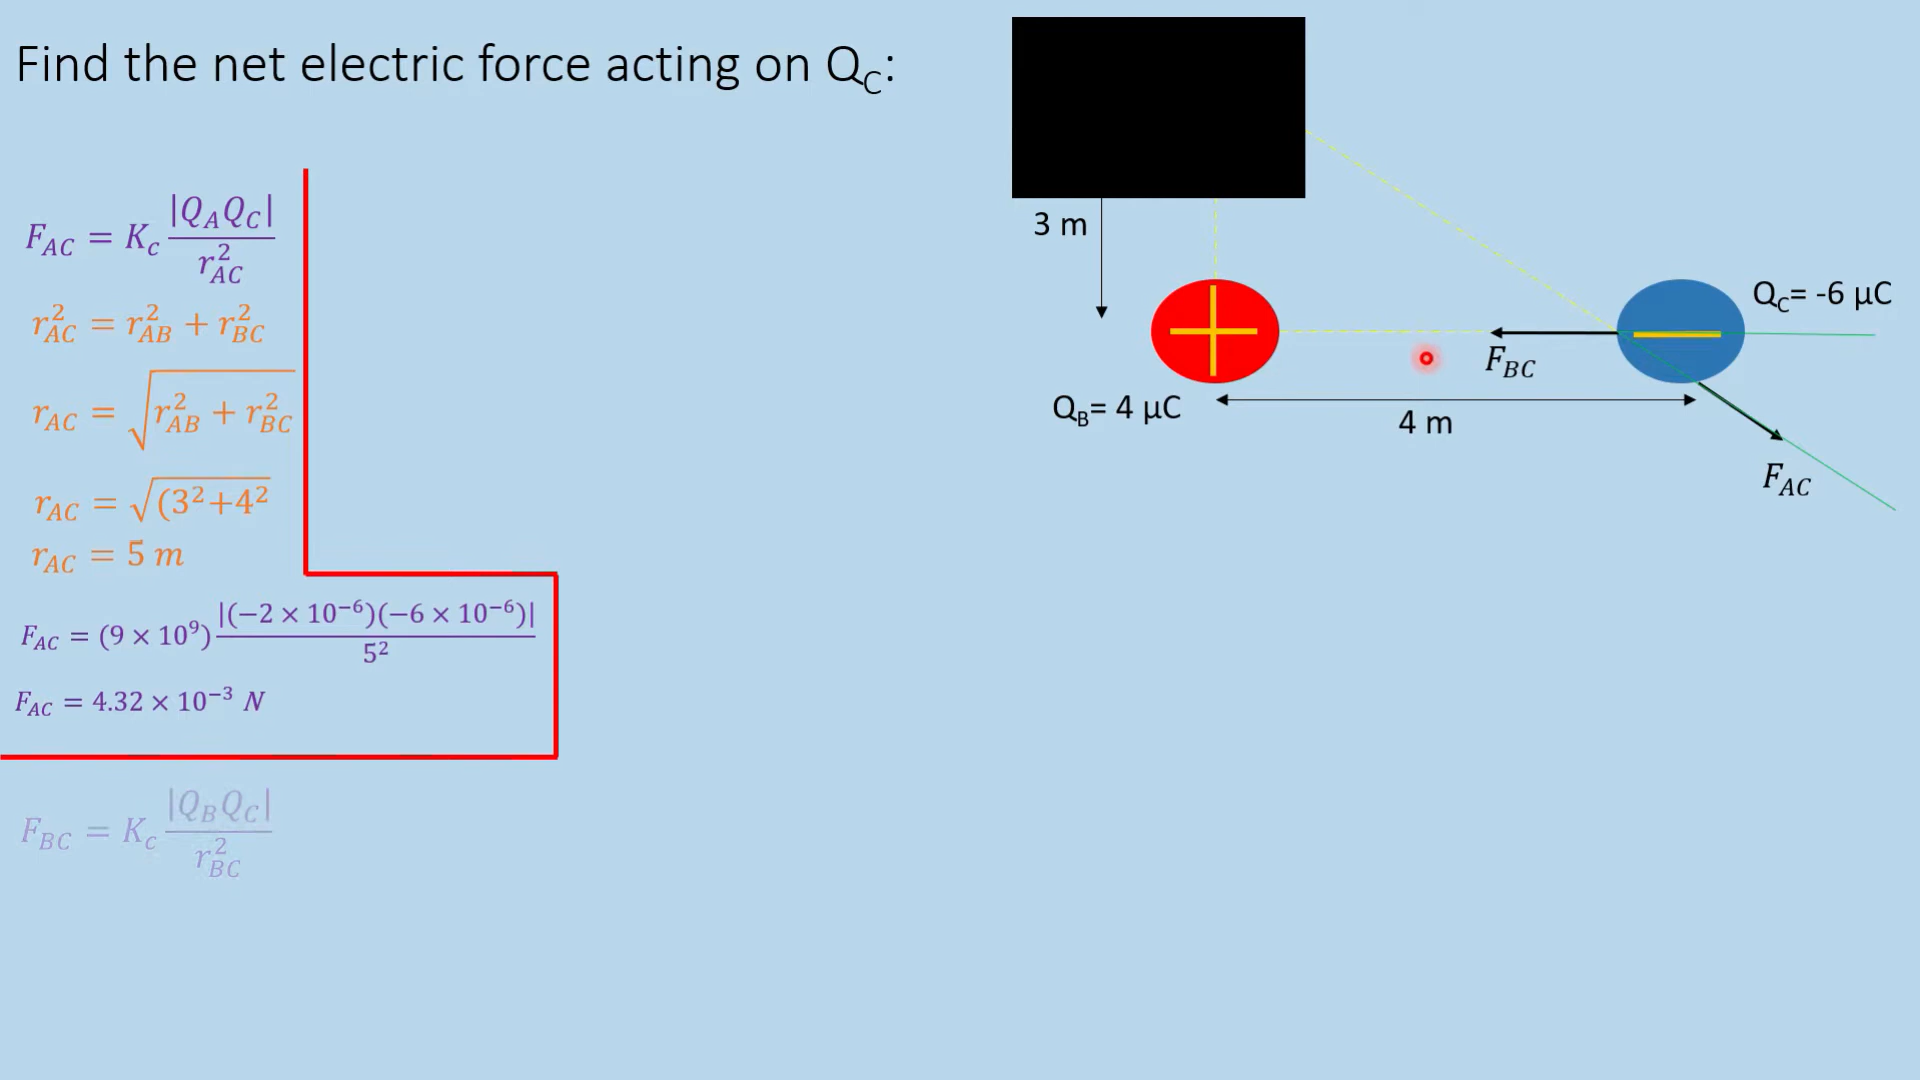 Find the net electric force acting on Q_C:
F_AC = K_c |Q_A Q_C| / r_AC^2
r_AC^2 = r_AB^2 + r_BC^2
r_AC = √(r_AB^2 + r_BC^2)
r_AC = √((3^2+4^2
r_AC = 5 m
F_AC = (9 × 10^9) |(−2 × 10^−6)(−6 × 10^−6)| / 5^2
F_AC = 4.32 × 10^−3 N
F_BC = K_c |Q_B Q_C| / r_BC^2
3 m
Q_C= -6 µC
F_BC
Q_B= 4 µC
4 m
F_AC